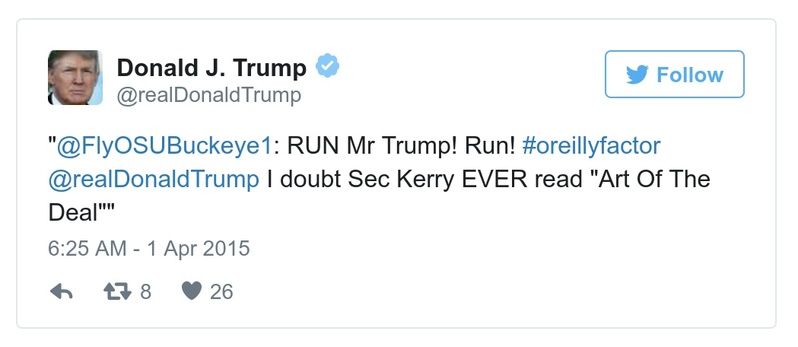 Donald J. Trump
@realDonaldTrump
Follow
"@FlyOSUBuckeye1: RUN Mr Trump! Run! #oreillyfactor
@realDonaldTrump I doubt Sec Kerry EVER read "Art Of The
Deal""
6:25 AM - 1 Apr 2015
8 26